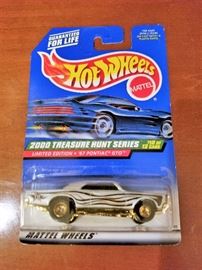 GUARANTEED
FOR LIFE
Hot Wheels
MATTEL
2000 TREASURE HUNT SERIES
LIMITED EDITION • '67 PONTIAC GTO
MATTEL WHEELS